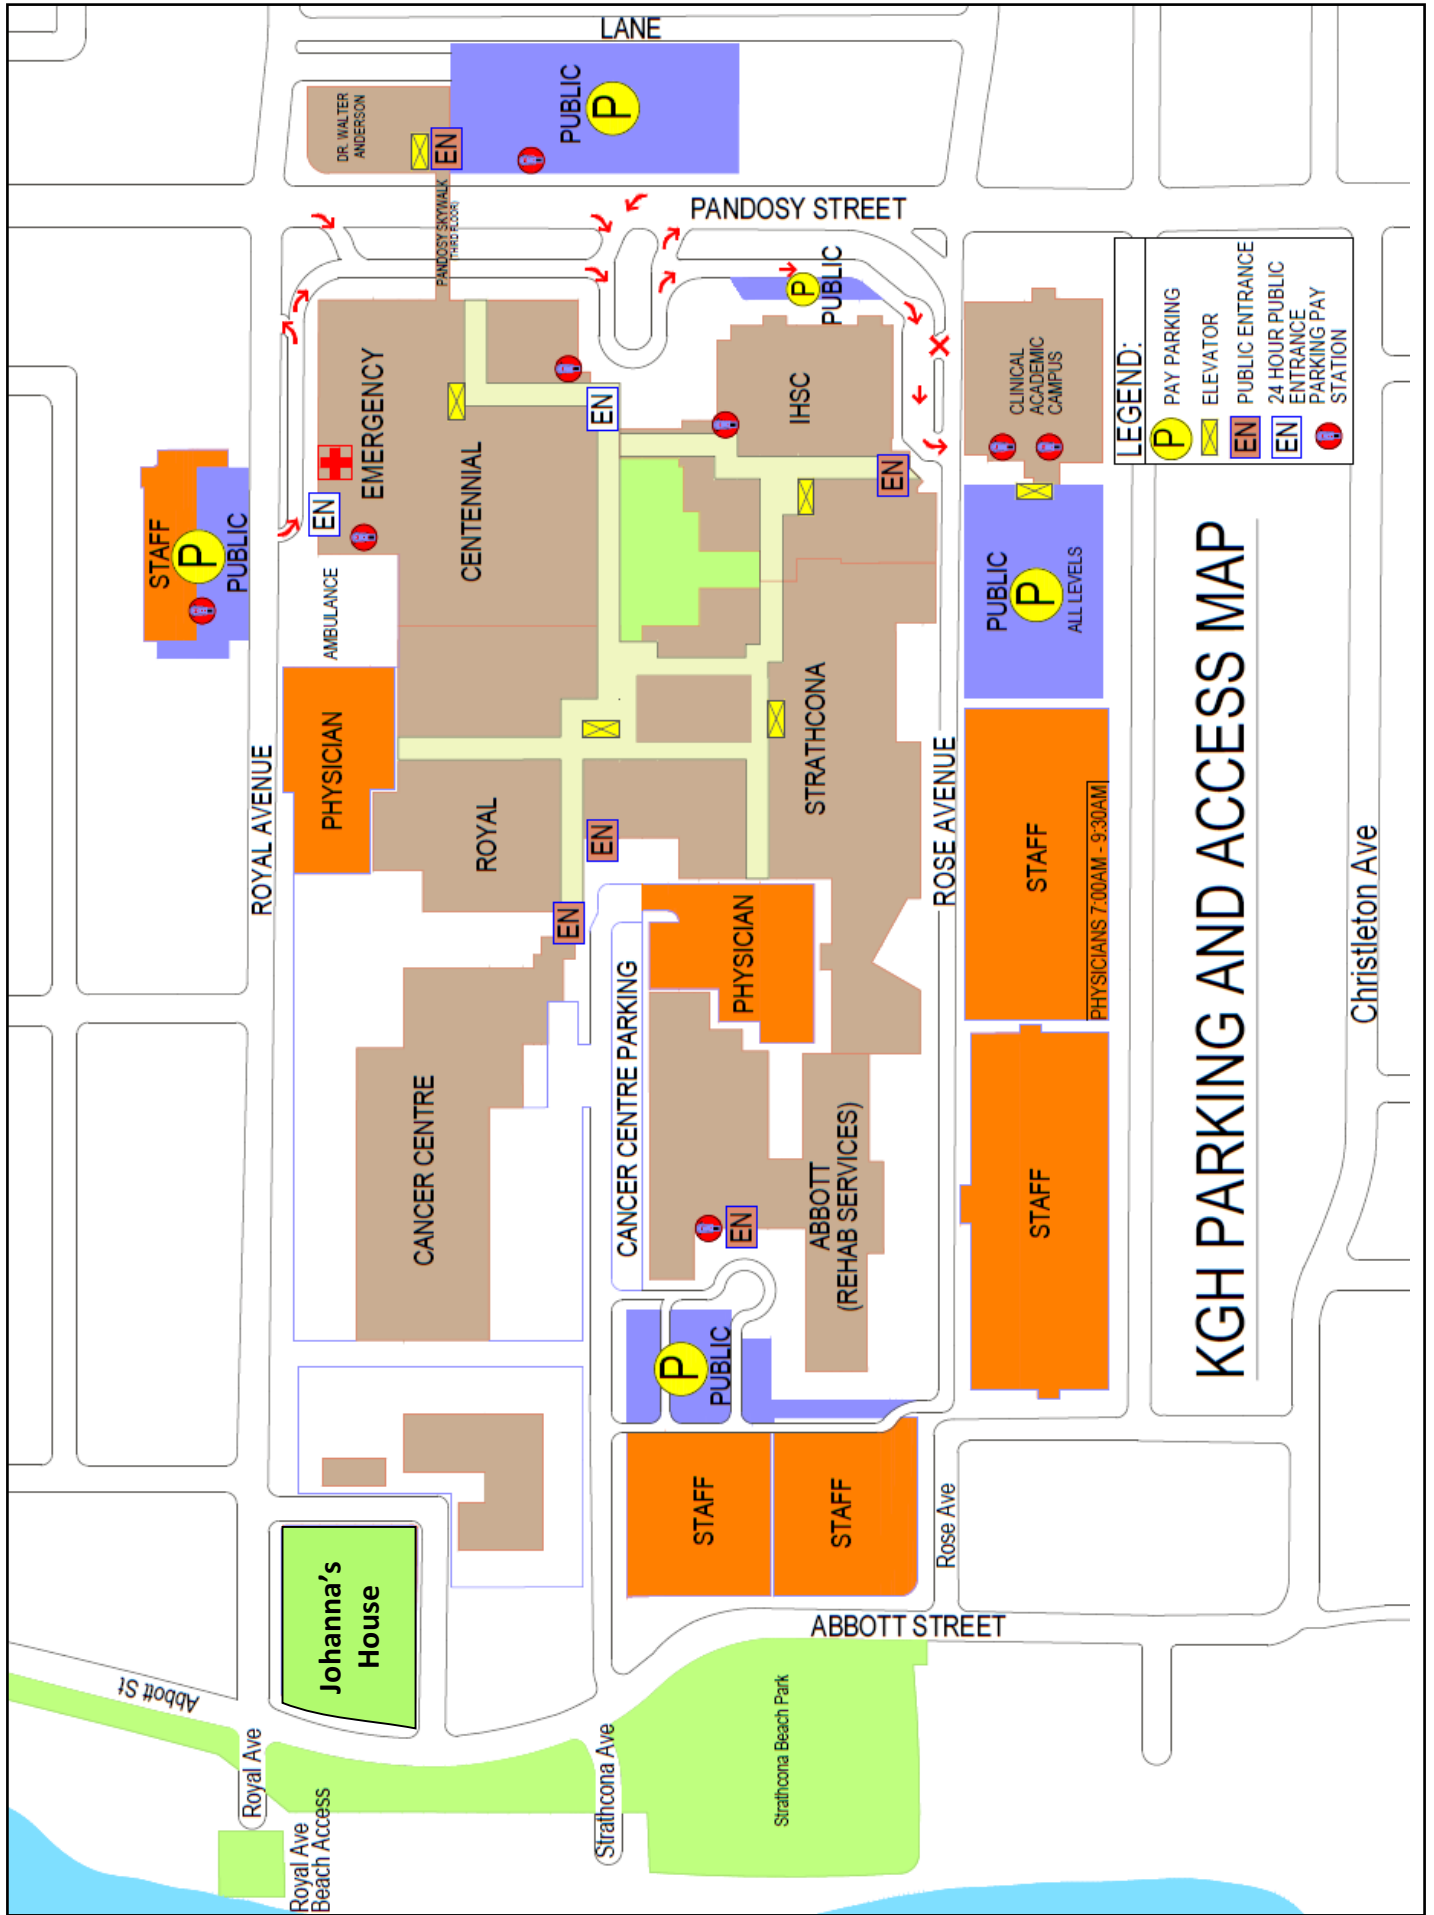 LANE
DR. WALTER
ANDERSON
EN
PUBLIC
P
PANDOSY SKYWALK
(THIRD FLOOR)
PANDOSY STREET
P
PUBLIC
STAFF
P
PUBLIC
EMERGENCY
EN
AMBULANCE
CENTENNIAL
EN
IHSC
EN
CLINICAL
ACADEMIC
CAMPUS
LEGEND:
P PAY PARKING
ELEVATOR
EN PUBLIC ENTRANCE
EN 24 HOUR PUBLIC
ENTRANCE
PARKING PAY
STATION
PUBLIC
P
ALL LEVELS
ROYAL AVENUE
PHYSICIAN
ROYAL
EN
EN
STRATHCONA
ROSE AVENUE
STAFF
PHYSICIANS 7:00AM - 9:30AM
KGH PARKING AND ACCESS MAP
Christleton Ave
CANCER CENTRE
CANCER CENTRE PARKING
PHYSICIAN
EN
ABBOTT
(REHAB SERVICES)
STAFF
P
PUBLIC
STAFF
STAFF
Rose Ave
Johanna's
House
ABBOTT STREET
Abbott St
Royal Ave
Strathcona Ave
Strathcona Beach Park
Royal Ave
Beach Access